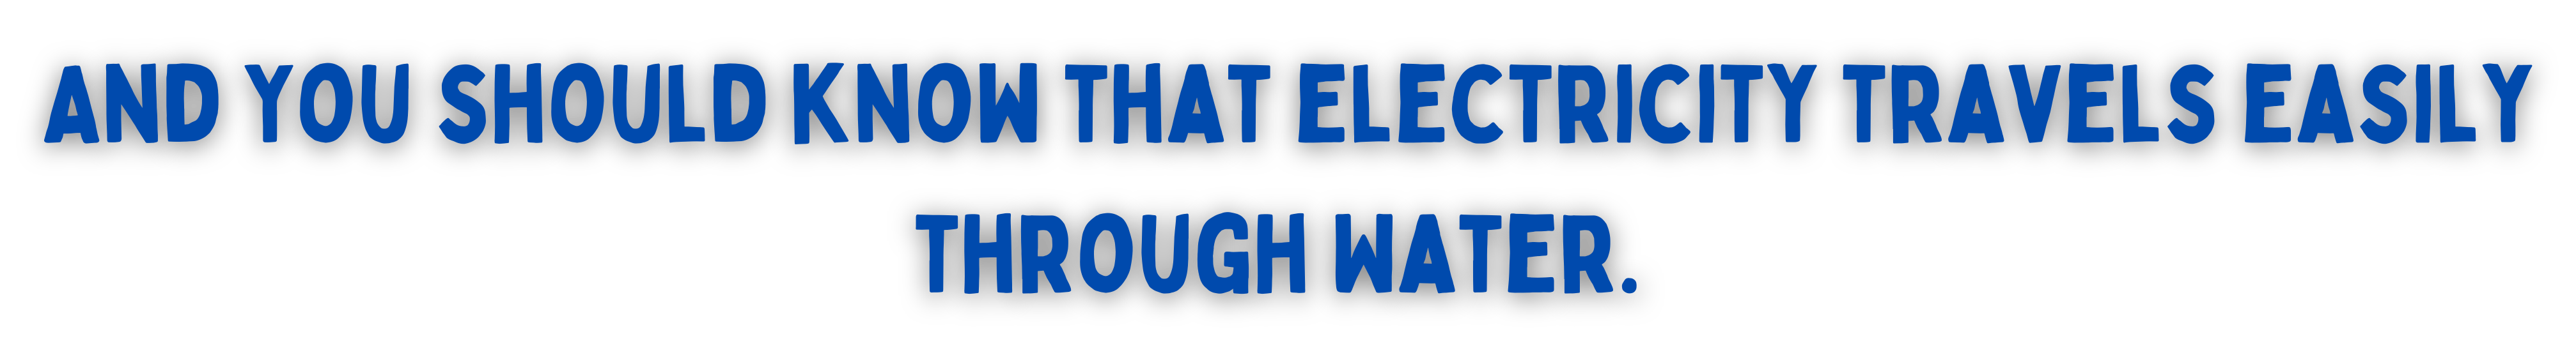 AND YOU SHOULD KNOW THAT ELECTRICITY TRAVELS EASILY
THROUGH WATER.